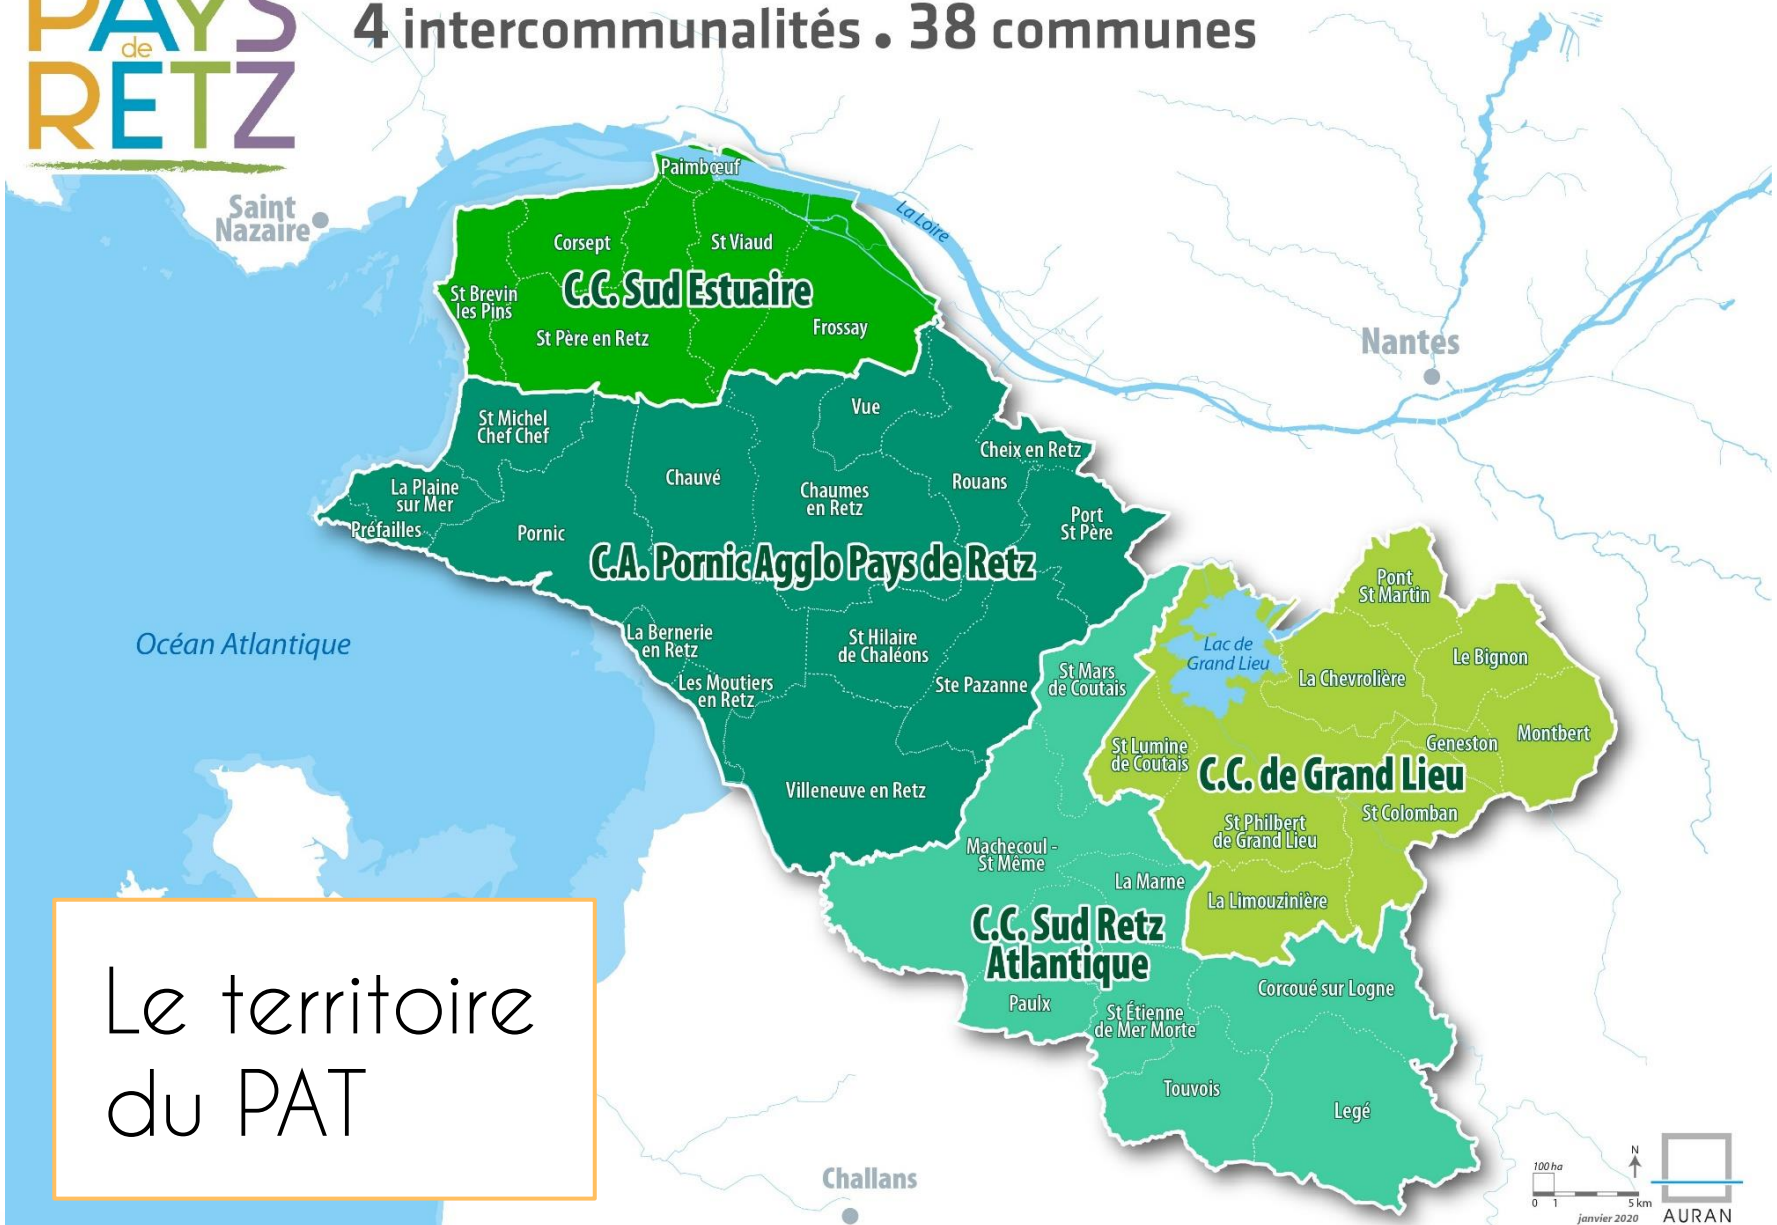 PAYS
de
RETZ
4 intercommunalités . 38 communes
Saint
Nazaire
Paimbœuf
La Loire
Corsept
St Viaud
C.C. Sud Estuaire
St Brevin
les Pins
St Père en Retz
Frossay
Nantes
St Michel
Chef Chef
Vue
Cheix en Retz
Chauvé
Rouans
La Plaine
sur Mer
Chaumes
en Retz
Préfailles
Pornic
Port
St Père
C.A. Pornic Agglo Pays de Retz
Pont
St Martin
Océan Atlantique
La Bernerie
en Retz
St Hilaire
de Chaléons
Lac de
Grand Lieu
Le Bignon
Les Moutiers
en Retz
Ste Pazanne
St Mars
de Coutais
La Chevrolière
St Lumine
de Coutais
Geneston
Montbert
C.C. de Grand Lieu
Villeneuve en Retz
St Philbert
de Grand Lieu
St Colomban
Machecoul -
St Même
La Marne
La Limouzinière
C.C. Sud Retz
Atlantique
Paulx
St Étienne
de Mer Morte
Corcoué sur Logne
Touvois
Legé
Le territoire
du PAT
Challans
100 ha
N
0 1 5 km
janvier 2020
AURAN